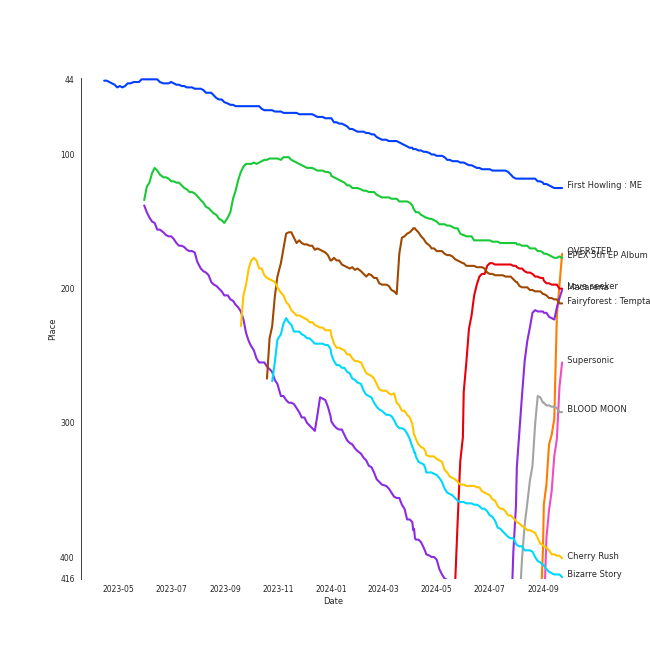 44
100
200
300
400
416
Place
2023-05
2023-07
2023-09
2023-11
2024-01
2024-03
2024-05
2024-07
2024-09
Date
First Howling : ME
OVERSTEP
EPEX 5th EP Album
Love seeker
Fairyforest : Tempta
Supersonic
BLOOD MOON
Cherry Rush
Bizarre Story